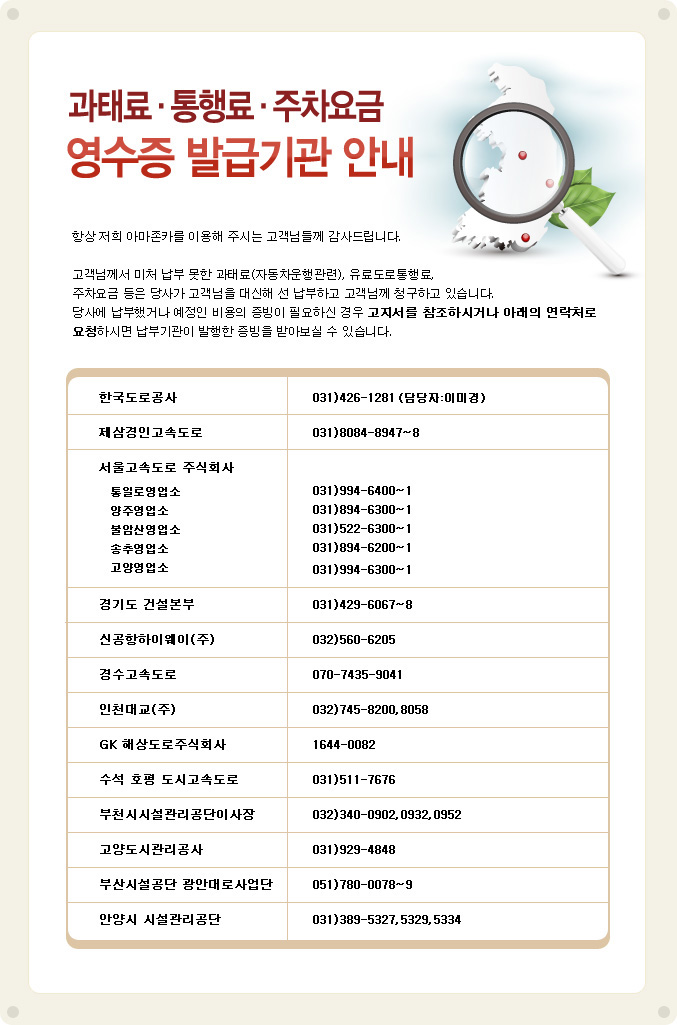 과태료 · 통행료 · 주차요금
영수증 발급기관 안내
항상 저희 아마존카를 이용해 주시는 고객님들께 감사드립니다.
고객님께서 미처 납부 못한 과태료(자동차운행관련), 유료도로통행료,
주차요금 등은 당사가 고객님을 대신해 선 납부하고 고객님께 청구하고 있습니다.
당사에 납부했거나 예정인 비용의 증빙이 필요하신 경우 고지서를 참조하시거나 아래의 연락처로
요청하시면 납부기관이 발행한 증빙을 받아보실 수 있습니다.
한국도로공사 031)426-1281 (담당자:이미경)
제삼경인고속도로 031)8084-8947~8
서울고속도로 주식회사
통일로영업소 031)994-6400~1
양주영업소 031)894-6300~1
불암산영업소 031)522-6300~1
송추영업소 031)894-6200~1
고양영업소 031)994-6300~1
경기도 건설본부 031)429-6067~8
신공항하이웨이(주) 032)560-6205
경수고속도로 070-7435-9041
인천대교(주) 032)745-8200,8058
GK 해상도로주식회사 1644-0082
수석 호평 도시고속도로 031)511-7676
부천시시설관리공단이사장 032)340-0902,0932,0952
고양도시관리공사 031)929-4848
부산시설공단 광안대로사업단 051)780-0078~9
안양시 시설관리공단 031)389-5327,5329,5334